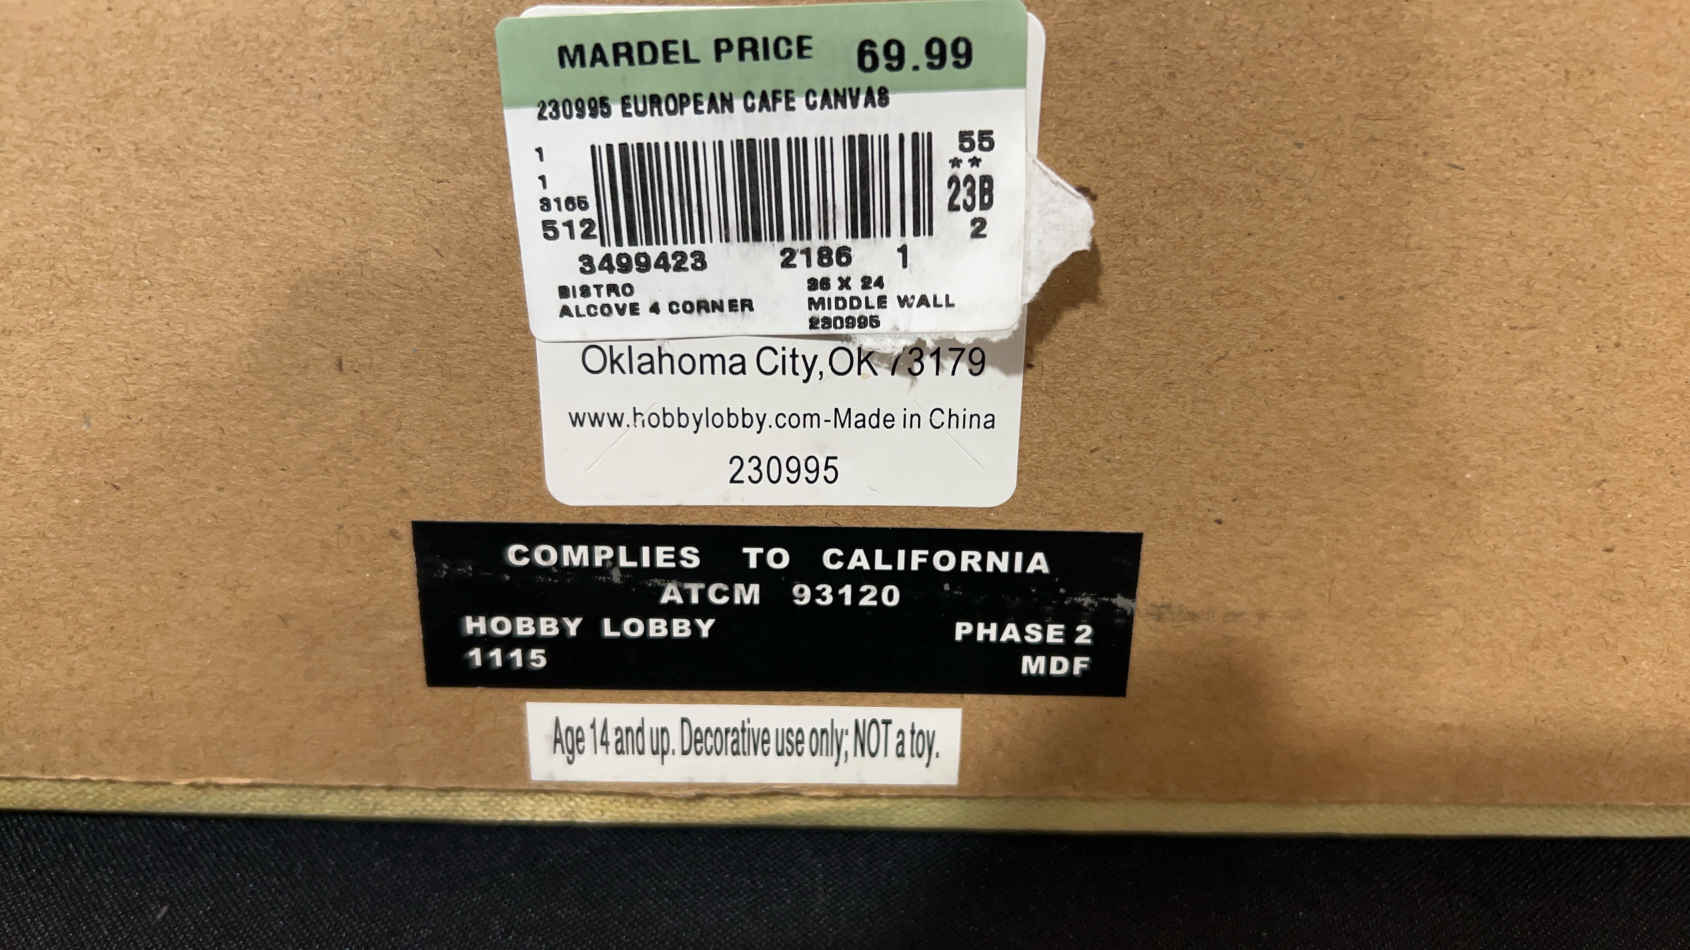 MARDEL PRICE 69.99
230995 EUROPEAN CAFE CANVAS
1
1
3165
512
55
**
23B
2
3499423 2186 1
BISTRO
ALCOVE 4 CORNER
36 X 24
MIDDLE WALL
230995
Oklahoma City,OK 73179
www.hobbylobby.com-Made in China
230995
COMPLIES TO CALIFORNIA
ATCM 93120
HOBBY LOBBY PHASE 2
1115 MDF
Age 14 and up. Decorative use only; NOT a toy.